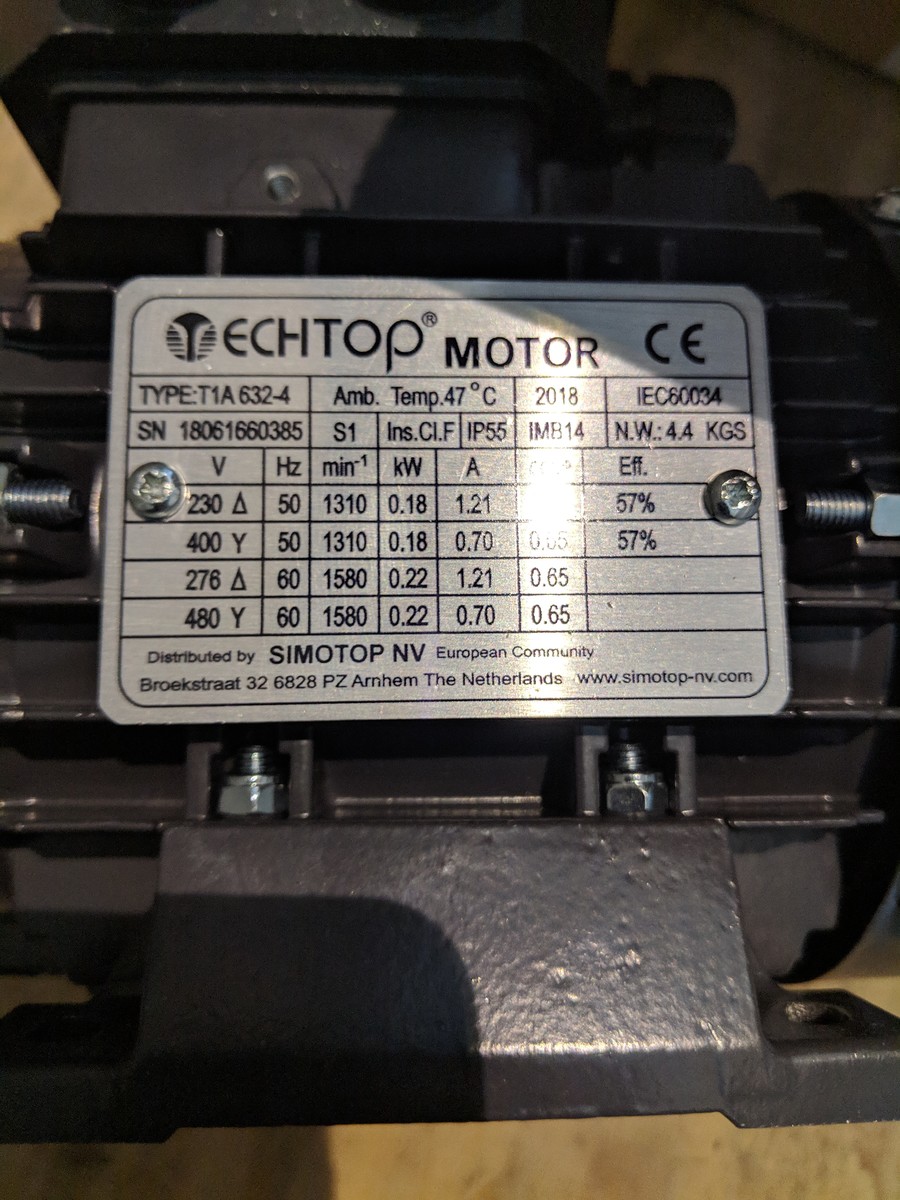 TECHTOP® MOTOR CE
TYPE:T1A 632-4 Amb. Temp.47 °C 2018 IEC60034
SN 18061660385 S1 Ins.Cl.F IP55 IMB14 N.W.: 4.4 KGS
V Hz min⁻¹ kW A Eff.
230 Δ 50 1310 0.18 1.21 57%
400 Y 50 1310 0.18 0.70 57%
276 Δ 60 1580 0.22 1.21 0.65
480 Y 60 1580 0.22 0.70 0.65
Distributed by SIMOTOP NV European Community
Broekstraat 32 6828 PZ Arnhem The Netherlands www.simotop-nv.com